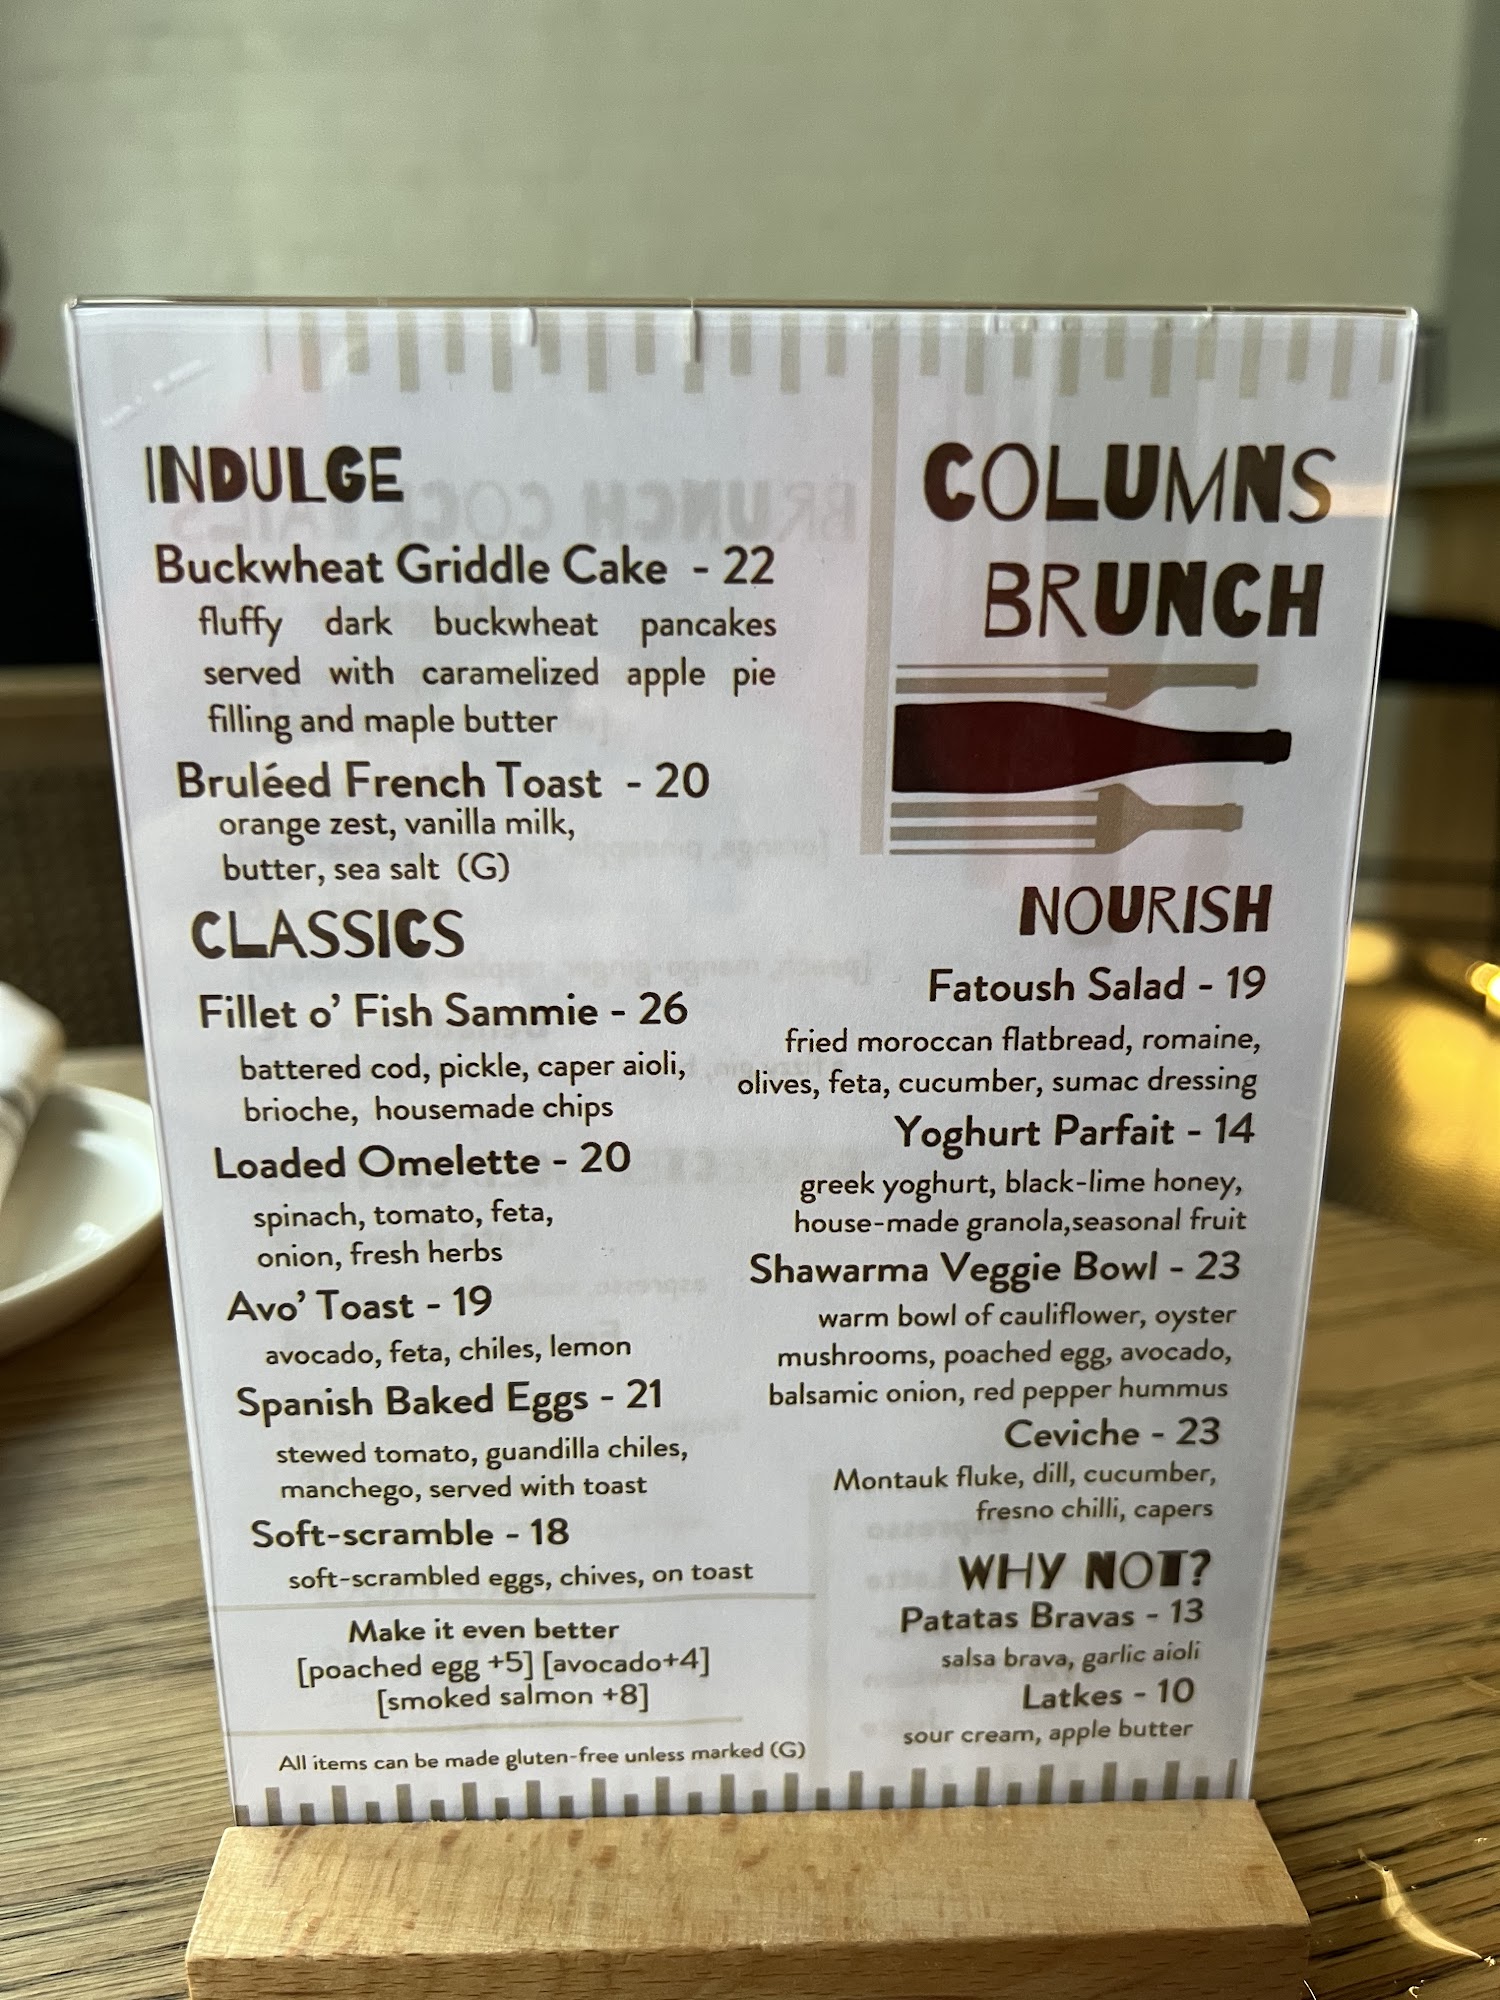 INDULGE
Buckwheat Griddle Cake - 22
fluffy dark buckwheat pancakes
served with caramelized apple pie
filling and maple butter
Bruléed French Toast - 20
orange zest, vanilla milk,
butter, sea salt (G)
CLASSICS
Fillet o' Fish Sammie - 26
battered cod, pickle, caper aioli,
brioche, housemade chips
Loaded Omelette - 20
spinach, tomato, feta,
onion, fresh herbs
Avo' Toast - 19
avocado, feta, chiles, lemon
Spanish Baked Eggs - 21
stewed tomato, guandilla chiles,
manchego, served with toast
Soft-scramble - 18
soft-scrambled eggs, chives, on toast
Make it even better
[poached egg +5] [avocado+4]
[smoked salmon +8]
All items can be made gluten-free unless marked (G)
COLUMNS
BRUNCH
NOURISH
Fatoush Salad - 19
fried moroccan flatbread, romaine,
olives, feta, cucumber, sumac dressing
Yoghurt Parfait - 14
greek yoghurt, black-lime honey,
house-made granola,seasonal fruit
Shawarma Veggie Bowl - 23
warm bowl of cauliflower, oyster
mushrooms, poached egg, avocado,
balsamic onion, red pepper hummus
Ceviche - 23
Montauk fluke, dill, cucumber,
fresno chilli, capers
WHY NOT?
Patatas Bravas - 13
salsa brava, garlic aioli
Latkes - 10
sour cream, apple butter